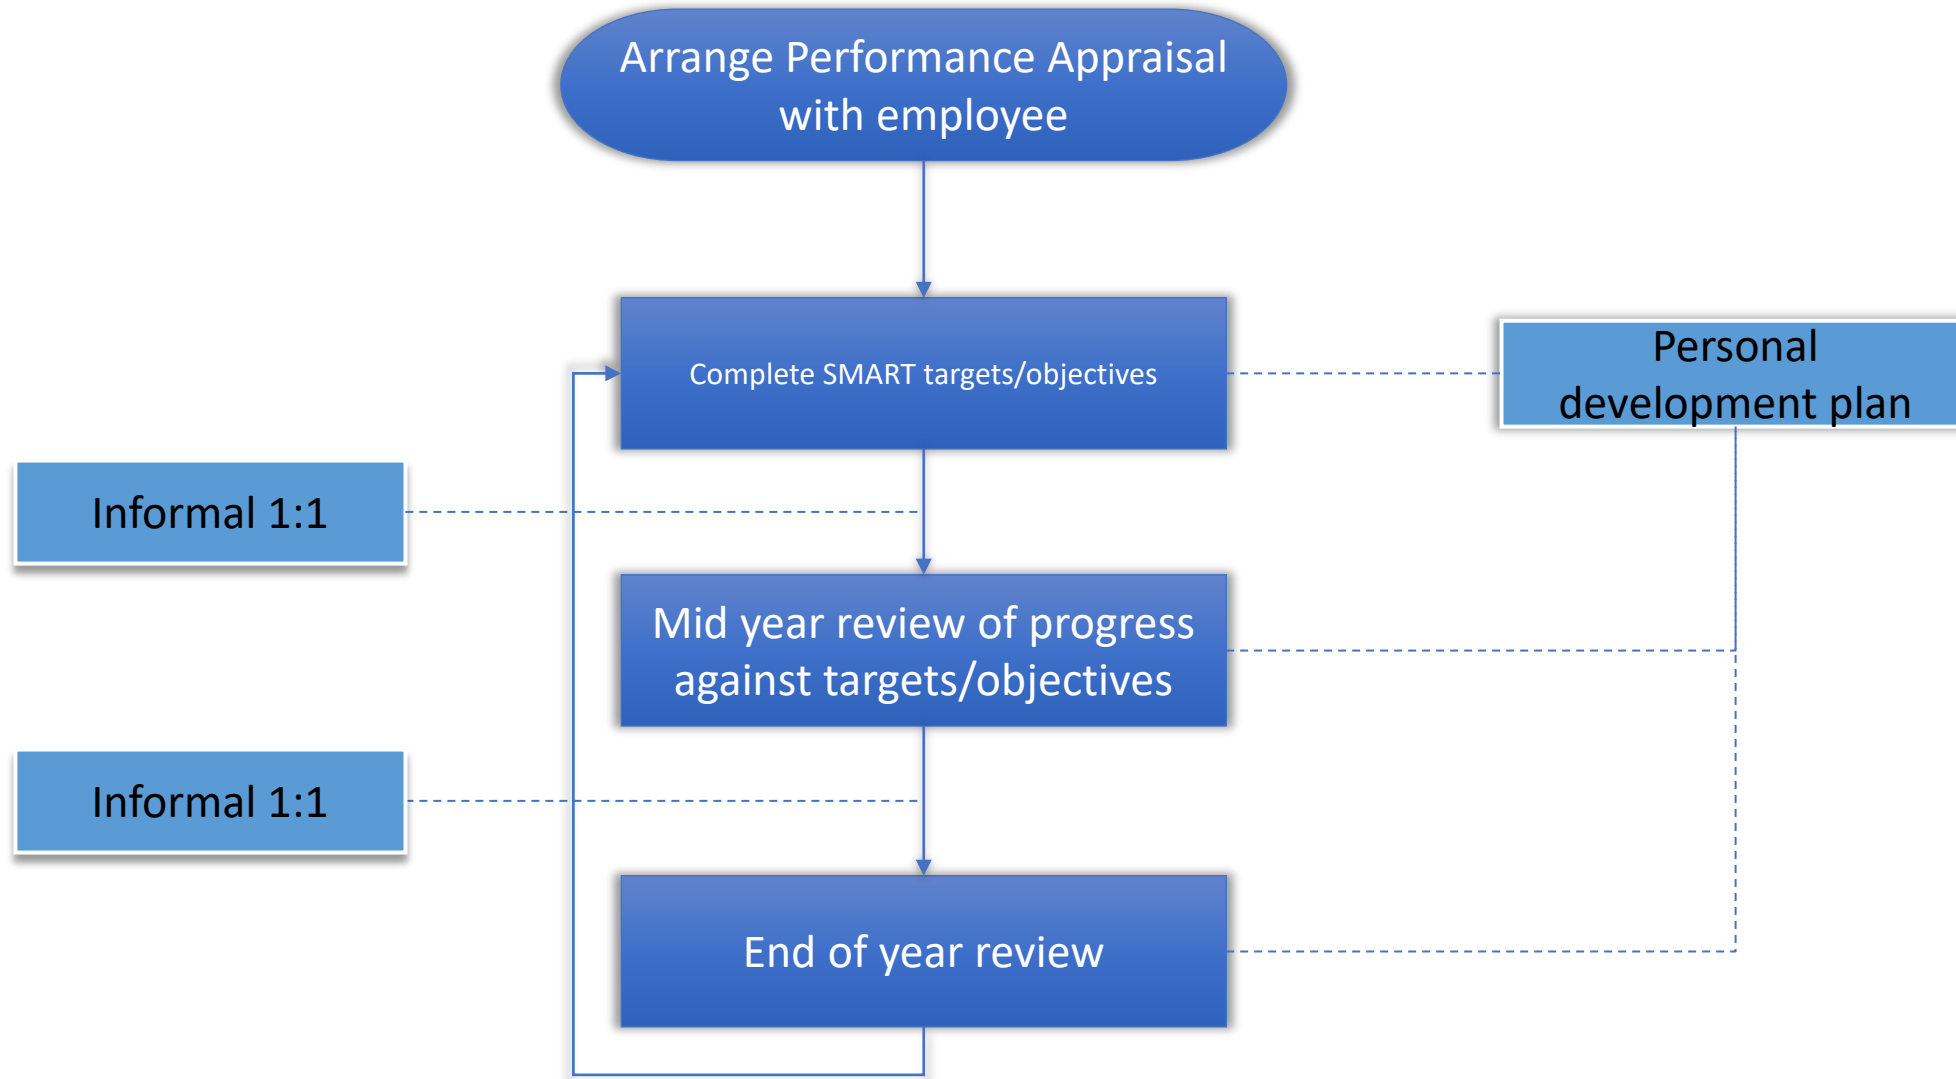 Arrange Performance Appraisal
with employee
Complete SMART targets/objectives
Personal
development plan
Informal 1:1
Mid year review of progress
against targets/objectives
Informal 1:1
End of year review